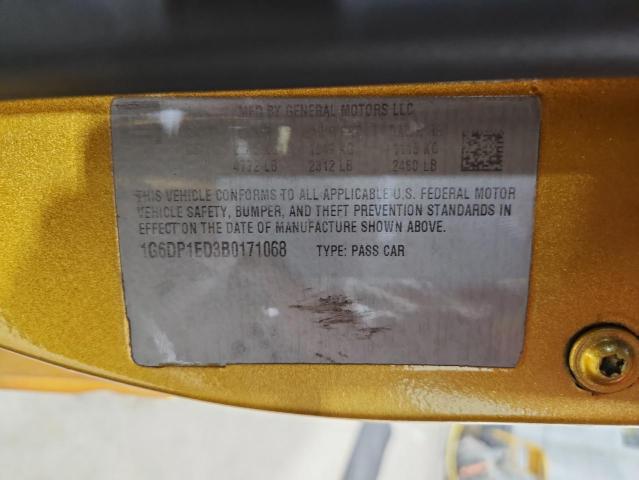 MFD BY GENERAL MOTORS LLC
KG KG
4772 LB 2312 LB 2460 LB
THIS VEHICLE CONFORMS TO ALL APPLICABLE U.S. FEDERAL MOTOR
VEHICLE SAFETY, BUMPER, AND THEFT PREVENTION STANDARDS IN
EFFECT ON THE DATE OF MANUFACTURE SHOWN ABOVE.
1G6DP1ED3B0171068 TYPE: PASS CAR